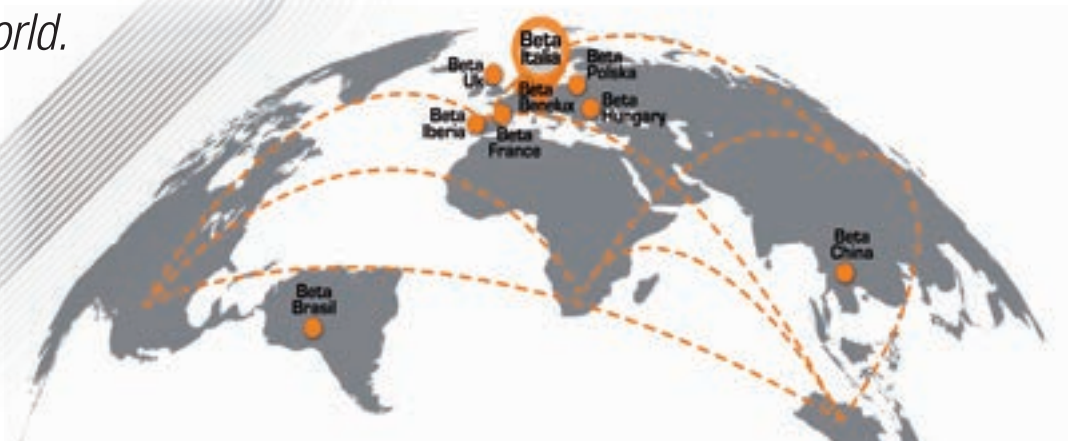 orld.
Beta
Italia
Beta
Uk
Beta
Polska
Beta
Benelux
Beta
Hungary
Beta
Iberia
Beta
France
Beta
China
Beta
Brasil